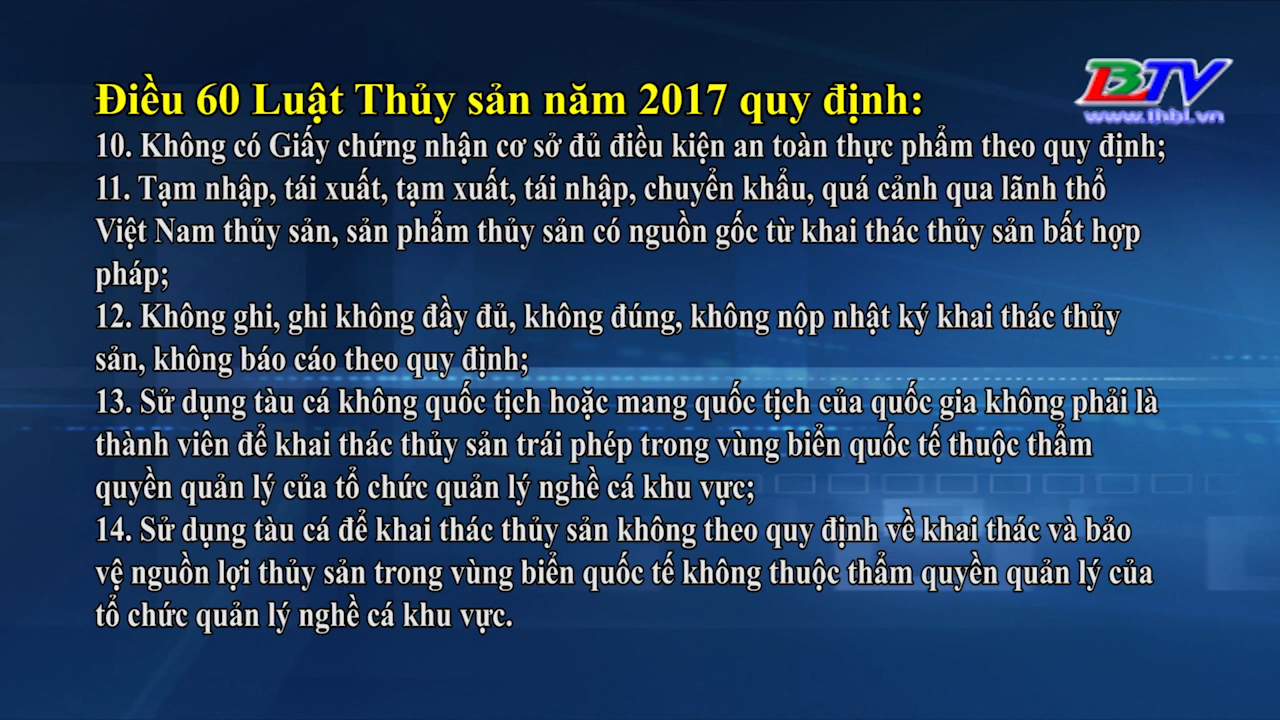 BTV
www.thbl.vn
Điều 60 Luật Thủy sản năm 2017 quy định:
10. Không có Giấy chứng nhận cơ sở đủ điều kiện an toàn thực phẩm theo quy định;
11. Tạm nhập, tái xuất, tạm xuất, tái nhập, chuyển khẩu, quá cảnh qua lãnh thổ
Việt Nam thủy sản, sản phẩm thủy sản có nguồn gốc từ khai thác thủy sản bất hợp
pháp;
12. Không ghi, ghi không đầy đủ, không đúng, không nộp nhật ký khai thác thủy
sản, không báo cáo theo quy định;
13. Sử dụng tàu cá không quốc tịch hoặc mang quốc tịch của quốc gia không phải là
thành viên để khai thác thủy sản trái phép trong vùng biển quốc tế thuộc thẩm
quyền quản lý của tổ chức quản lý nghề cá khu vực;
14. Sử dụng tàu cá để khai thác thủy sản không theo quy định về khai thác và bảo
vệ nguồn lợi thủy sản trong vùng biển quốc tế không thuộc thẩm quyền quản lý của
tổ chức quản lý nghề cá khu vực.